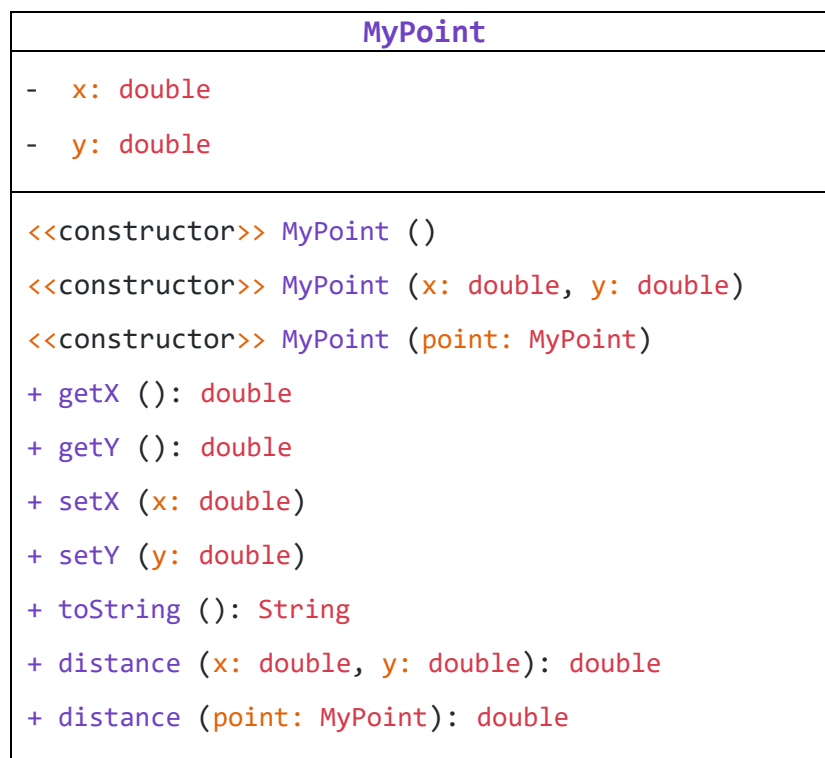 MyPoint
- x: double
- y: double
<<constructor>> MyPoint ()
<<constructor>> MyPoint (x: double, y: double)
<<constructor>> MyPoint (point: MyPoint)
+ getX (): double
+ getY (): double
+ setX (x: double)
+ setY (y: double)
+ toString (): String
+ distance (x: double, y: double): double
+ distance (point: MyPoint): double